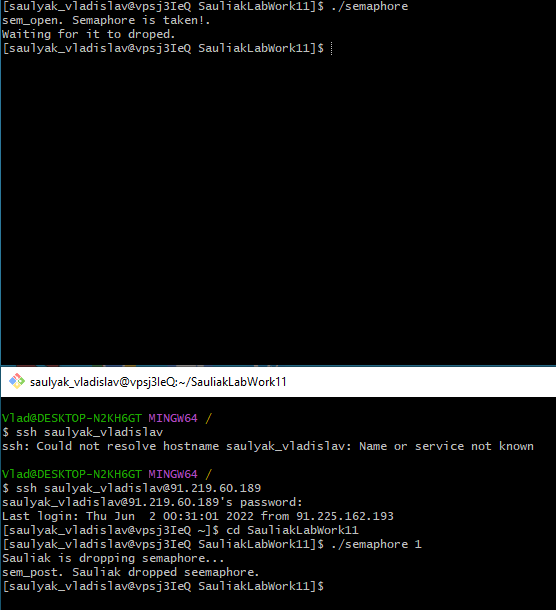 [saulyak_vladislav@vpsj3IeQ SauliakLabWork11]$ ./semaphore
sem_open. Semaphore is taken!.
Waiting for it to droped.
[saulyak_vladislav@vpsj3IeQ SauliakLabWork11]$
saulyak_vladislav@vpsj3IeQ:~/SauliakLabWork11
Vlad@DESKTOP-N2KH6GT MINGW64 /
$ ssh saulyak_vladislav
ssh: Could not resolve hostname saulyak_vladislav: Name or service not known
Vlad@DESKTOP-N2KH6GT MINGW64 /
$ ssh saulyak_vladislav@91.219.60.189
saulyak_vladislav@91.219.60.189's password:
Last login: Thu Jun  2 00:31:01 2022 from 91.225.162.193
[saulyak_vladislav@vpsj3IeQ ~]$ cd SauliakLabWork11
[saulyak_vladislav@vpsj3IeQ SauliakLabWork11]$ ./semaphore 1
Sauliak is dropping semaphore...
sem_post. Sauliak dropped seemaphore.
[saulyak_vladislav@vpsj3IeQ SauliakLabWork11]$